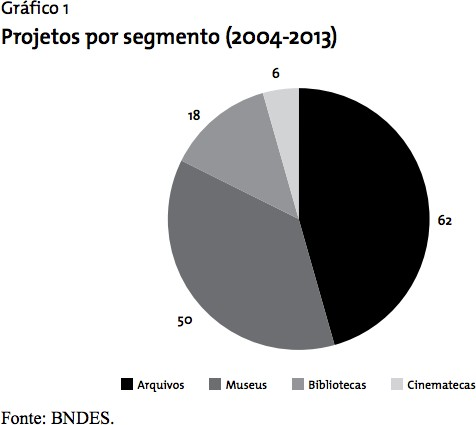 Gráfico 1
Projetos por segmento (2004-2013)
6
18
62
50
Arquivos Museus Bibliotecas Cinematecas
Fonte: BNDES.